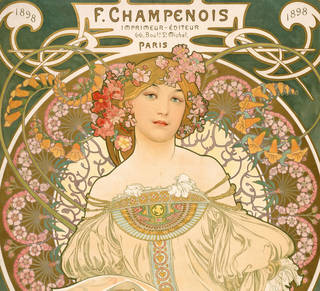 F. CHAMPENOIS
IMPRIMEUR-ÉDITEUR
66, Boulᵈ Sᵗ Michel
PARIS
1898
1898